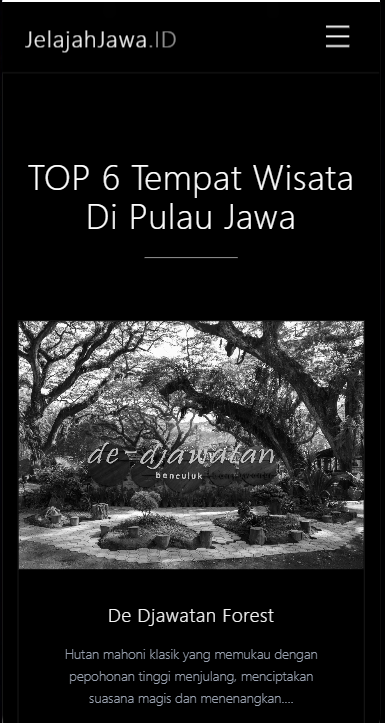 JelajahJawa.ID
TOP 6 Tempat Wisata
Di Pulau Jawa
de-djawatan
benculuk
De Djawatan Forest
Hutan mahoni klasik yang memukau dengan
pepohonan tinggi menjulang, menciptakan
suasana magis dan menenangkan....